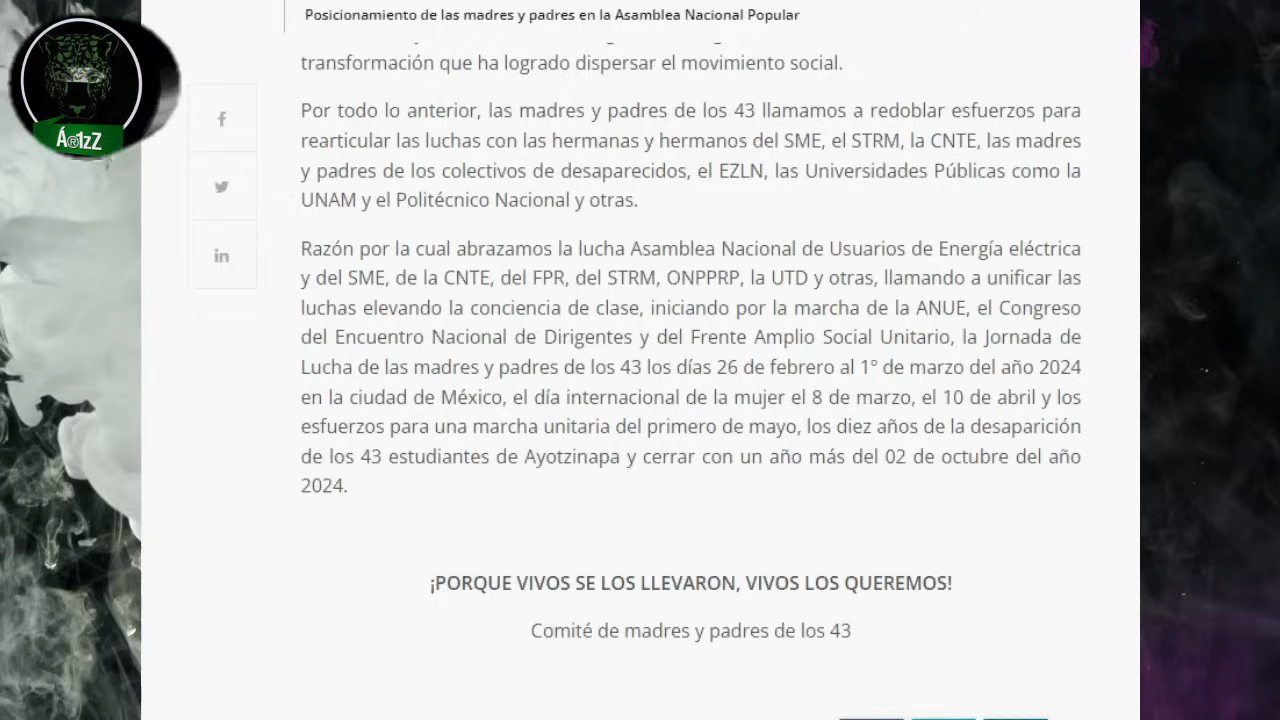 Posicionamiento de las madres y padres en la Asamblea Nacional Popular
transformación que ha logrado dispersar el movimiento social.
Por todo lo anterior, las madres y padres de los 43 llamamos a redoblar esfuerzos para
rearticular las luchas con las hermanas y hermanos del SME, el STRM, la CNTE, las madres
y padres de los colectivos de desaparecidos, el EZLN, las Universidades Públicas como la
UNAM y el Politécnico Nacional y otras.
Razón por la cual abrazamos la lucha Asamblea Nacional de Usuarios de Energía eléctrica
y del SME, de la CNTE, del FPR, del STRM, ONPPRP, la UTD y otras, llamando a unificar las
luchas elevando la conciencia de clase, iniciando por la marcha de la ANUE, el Congreso
del Encuentro Nacional de Dirigentes y del Frente Amplio Social Unitario, la Jornada de
Lucha de las madres y padres de los 43 los días 26 de febrero al 1º de marzo del año 2024
en la ciudad de México, el día internacional de la mujer el 8 de marzo, el 10 de abril y los
esfuerzos para una marcha unitaria del primero de mayo, los diez años de la desaparición
de los 43 estudiantes de Ayotzinapa y cerrar con un año más del 02 de octubre del año
2024.
¡PORQUE VIVOS SE LOS LLEVARON, VIVOS LOS QUEREMOS!
Comité de madres y padres de los 43
Á®1zZ